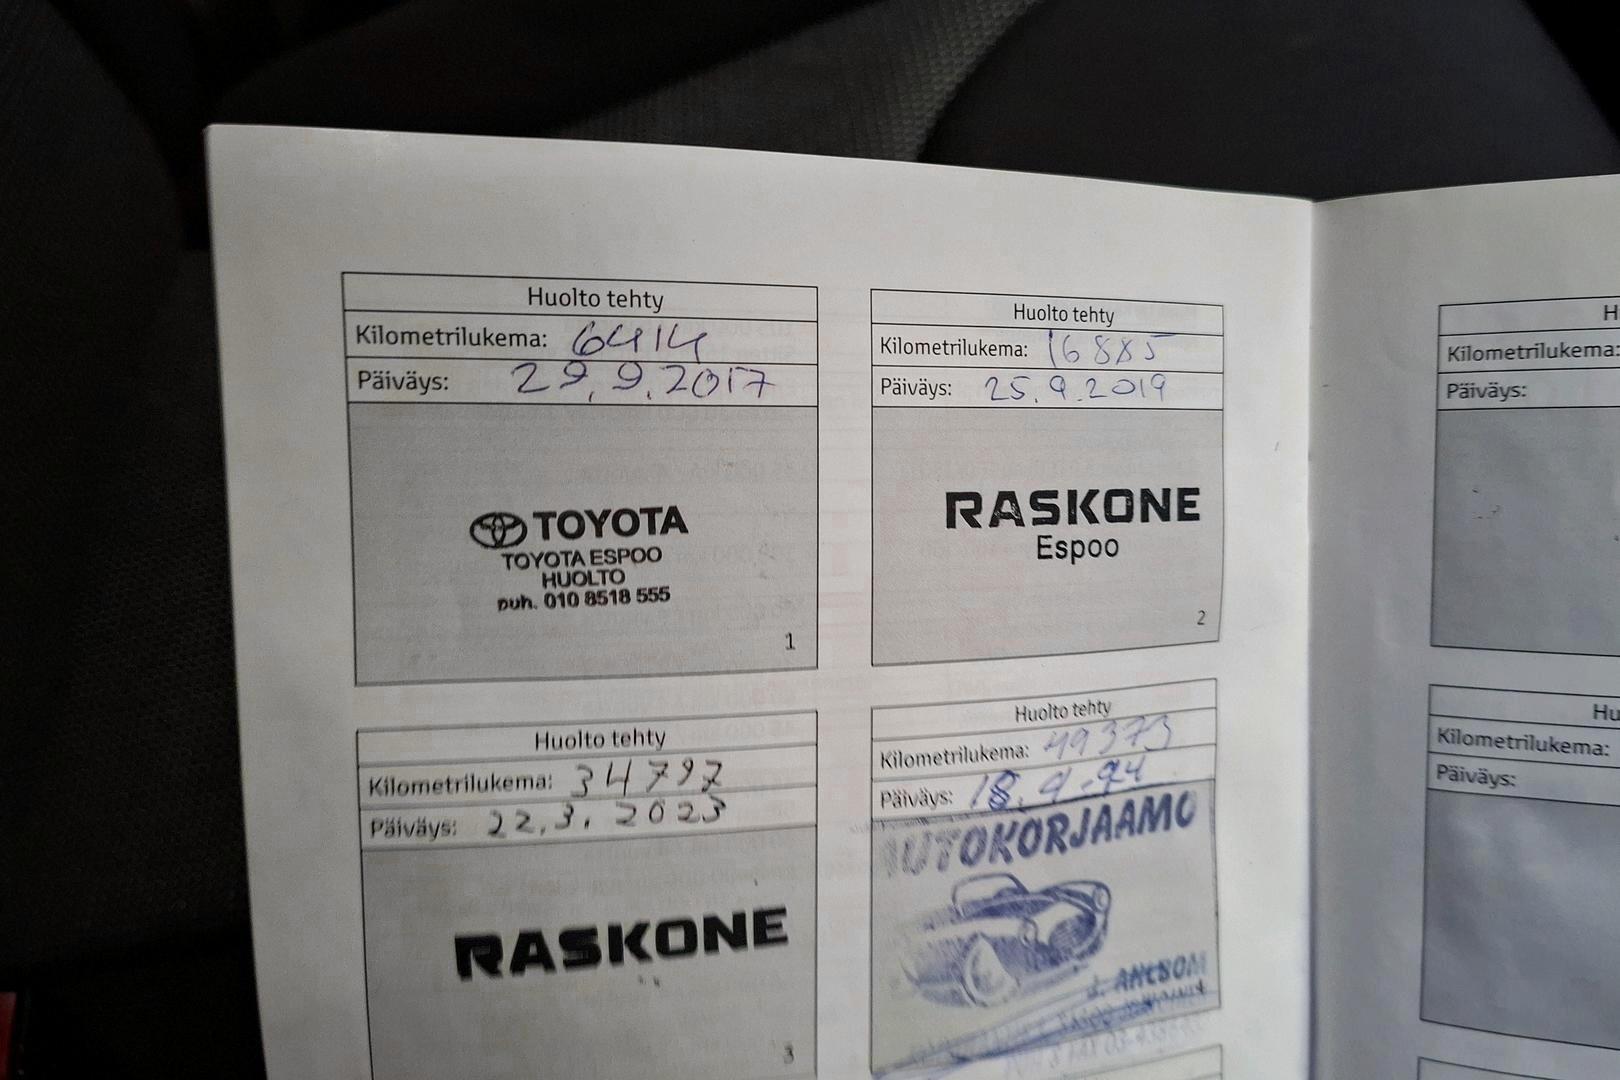 Huolto tehty
Kilometrilukema: 6414
Päiväys: 29.9.2017
TOYOTA
TOYOTA ESPOO
HUOLTO
puh. 010 8518 555
1
Huolto tehty
Kilometrilukema: 16885
Päiväys: 25.9.2019
RASKONE
Espoo
2
Huolto tehty
Kilometrilukema: 34797
Päiväys: 22.3.2023
RASKONE
3
Huolto tehty
Kilometrilukema: 49373
Päiväys:
AUTOKORJAAMO
Kilometrilukema:
Päiväys:
Kilometrilukema:
Päiväys: